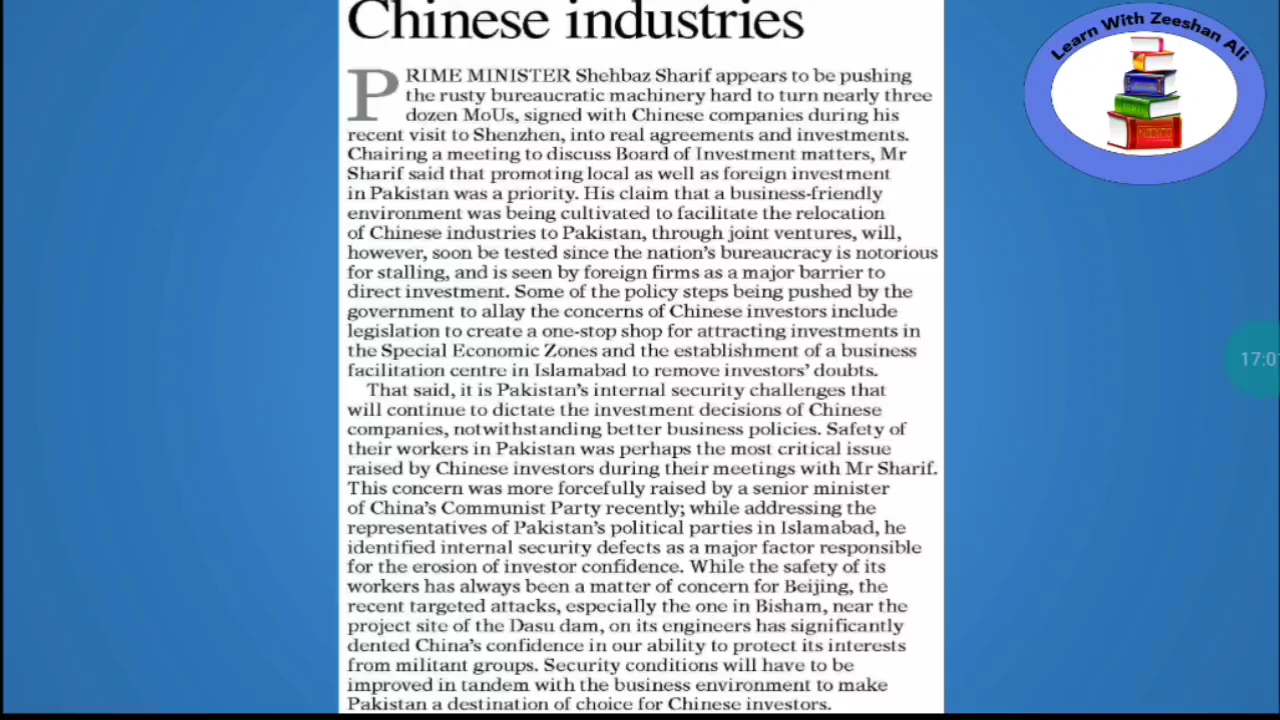 Chinese industries
Learn With Zeeshan Ali
PRIME MINISTER Shehbaz Sharif appears to be pushing
the rusty bureaucratic machinery hard to turn nearly three
dozen MoUs, signed with Chinese companies during his
recent visit to Shenzhen, into real agreements and investments.
Chairing a meeting to discuss Board of Investment matters, Mr
Sharif said that promoting local as well as foreign investment
in Pakistan was a priority. His claim that a business-friendly
environment was being cultivated to facilitate the relocation
of Chinese industries to Pakistan, through joint ventures, will,
however, soon be tested since the nation's bureaucracy is notorious
for stalling, and is seen by foreign firms as a major barrier to
direct investment. Some of the policy steps being pushed by the
government to allay the concerns of Chinese investors include
legislation to create a one-stop shop for attracting investments in
the Special Economic Zones and the establishment of a business
facilitation centre in Islamabad to remove investors' doubts.
That said, it is Pakistan's internal security challenges that
will continue to dictate the investment decisions of Chinese
companies, notwithstanding better business policies. Safety of
their workers in Pakistan was perhaps the most critical issue
raised by Chinese investors during their meetings with Mr Sharif.
This concern was more forcefully raised by a senior minister
of China's Communist Party recently; while addressing the
representatives of Pakistan's political parties in Islamabad, he
identified internal security defects as a major factor responsible
for the erosion of investor confidence. While the safety of its
workers has always been a matter of concern for Beijing, the
recent targeted attacks, especially the one in Bisham, near the
project site of the Dasu dam, on its engineers has significantly
dented China's confidence in our ability to protect its interests
from militant groups. Security conditions will have to be
improved in tandem with the business environment to make
Pakistan a destination of choice for Chinese investors.